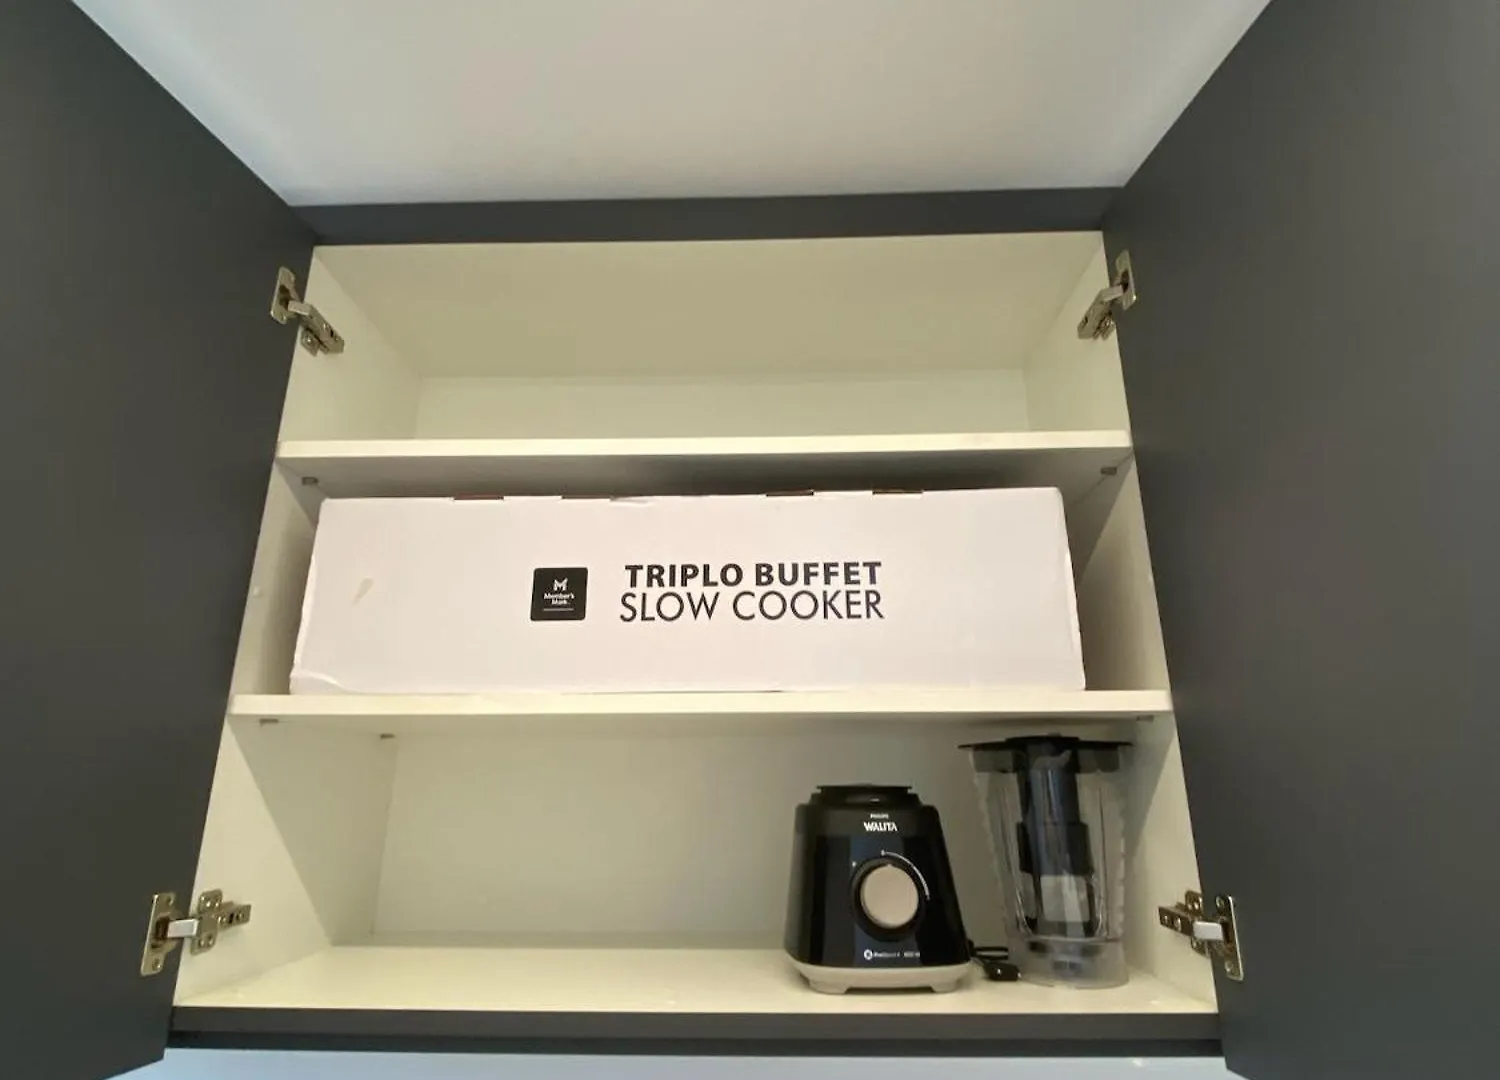 Member's
Mark
TRIPLO BUFFET
SLOW COOKER
PHILIPS
WALITA